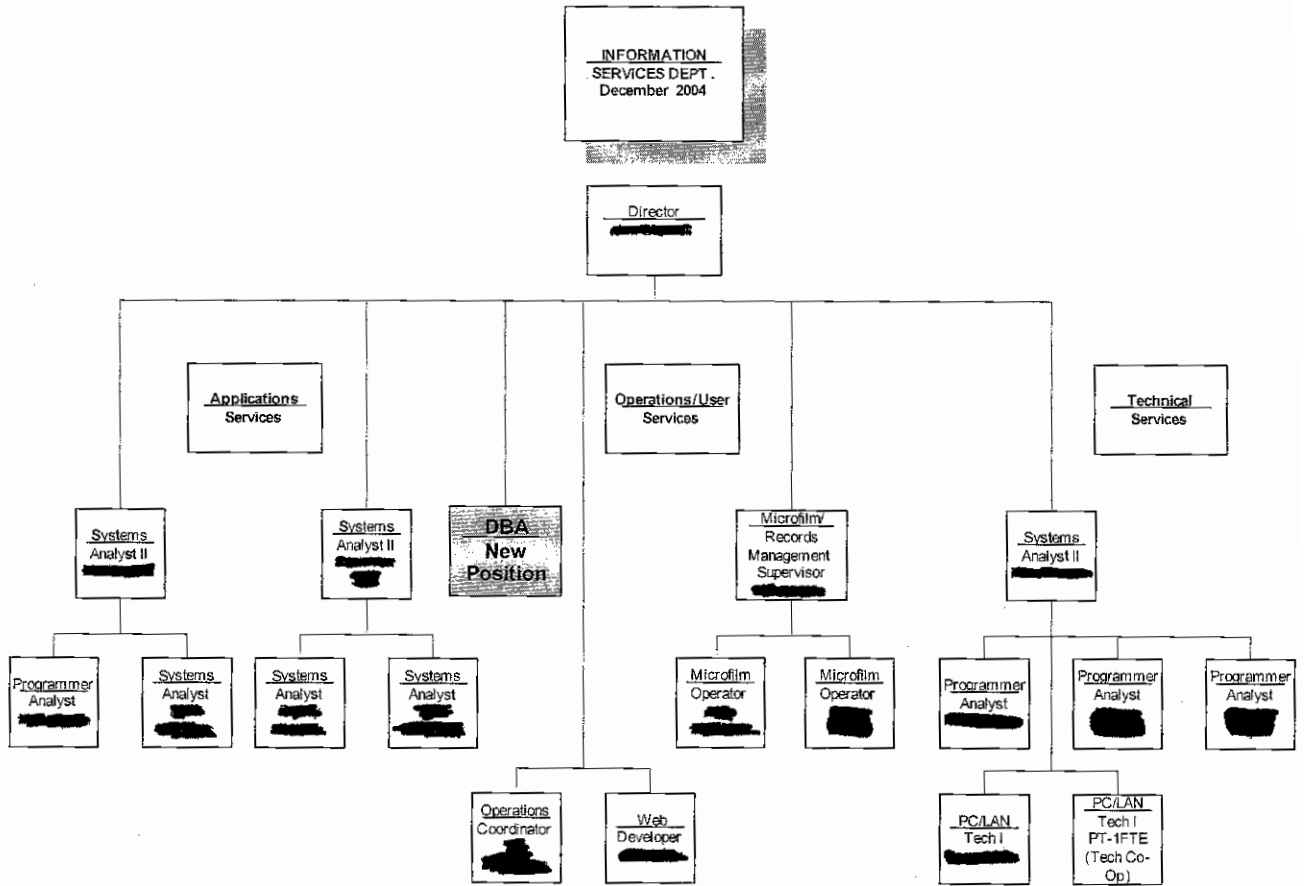 INFORMATION
SERVICES DEPT.
December 2004
Director
Applications
Services
Operations/User
Services
Technical
Services
Systems
Analyst II
Systems
Analyst II
DBA
New
Position
Microfilm/
Records
Management
Supervisor
Systems
Analyst II
Programmer
Analyst
Systems
Analyst
Systems
Analyst
Systems
Analyst
Microfilm
Operator
Microfilm
Operator
Programmer
Analyst
Programmer
Analyst
Programmer
Analyst
Operations
Coordinator
Web
Developer
PC/LAN
Tech I
PC/LAN
Tech I
PT-1FTE
(Tech Co-
Op)